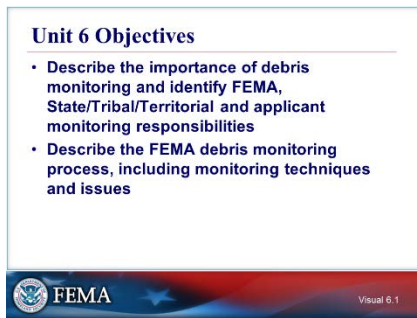 Unit 6 Objectives
• Describe the importance of debris
monitoring and identify FEMA,
State/Tribal/Territorial and applicant
monitoring responsibilities
• Describe the FEMA debris monitoring
process, including monitoring techniques
and issues
FEMA
Visual 6.1